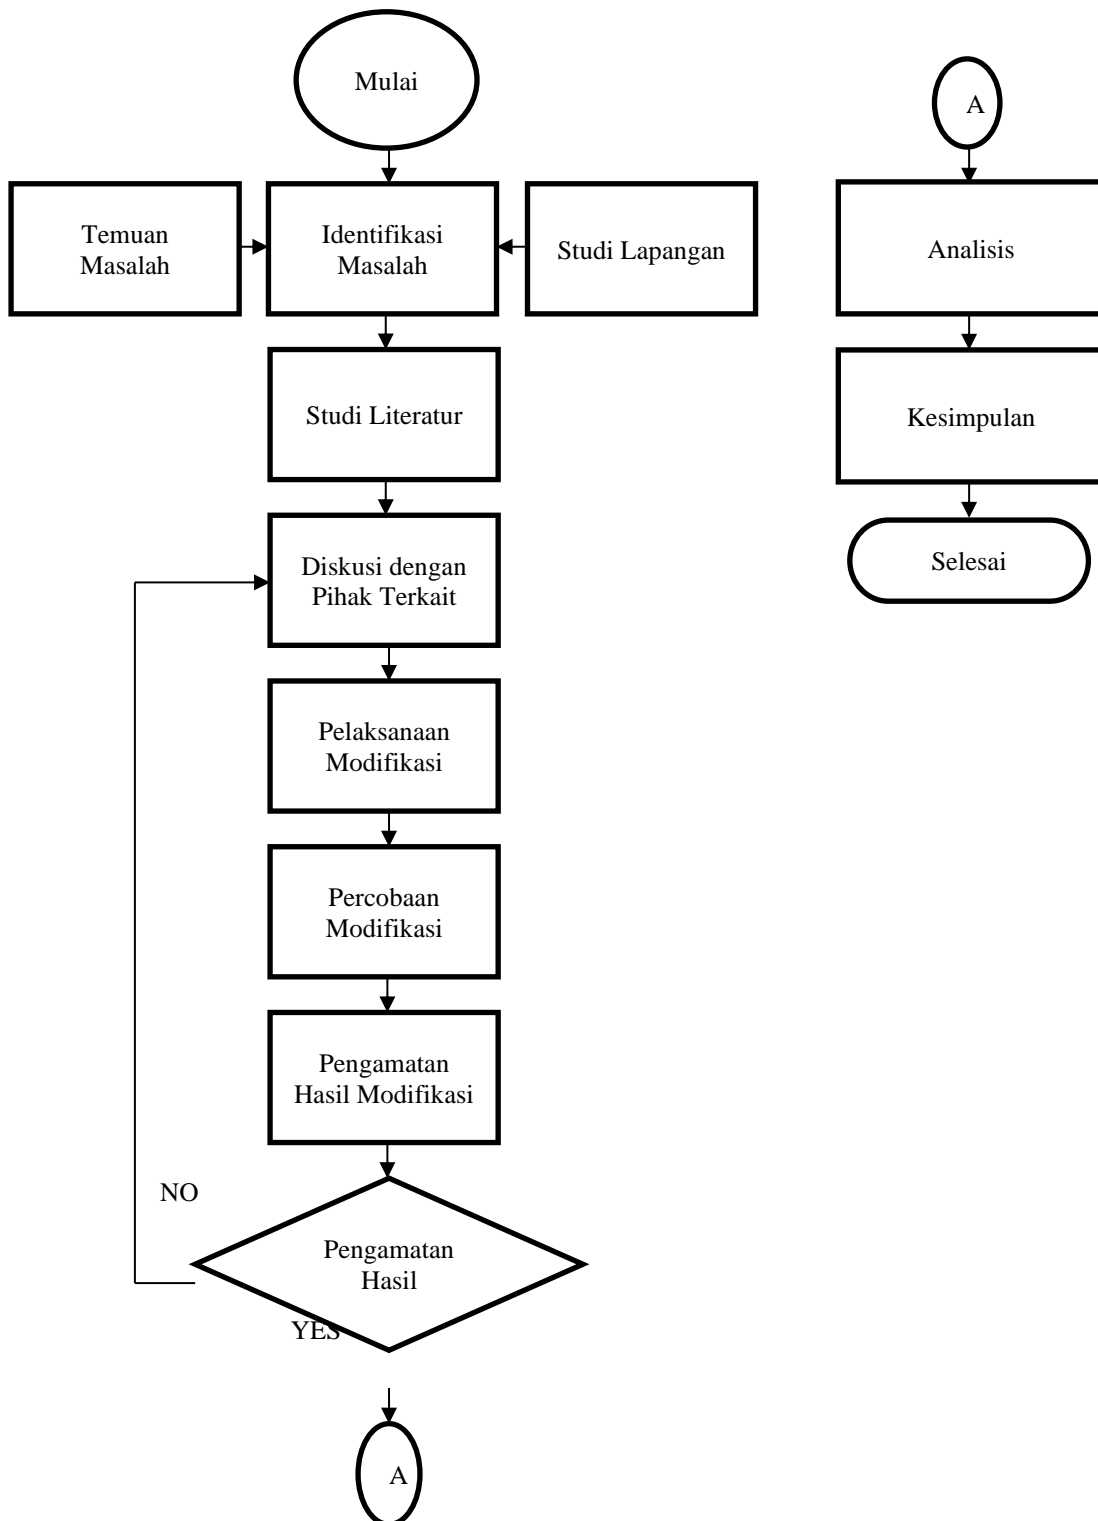 Mulai
Temuan
Masalah
Identifikasi
Masalah
Studi Lapangan
Studi Literatur
Diskusi dengan
Pihak Terkait
Pelaksanaan
Modifikasi
Percobaan
Modifikasi
Pengamatan
Hasil Modifikasi
NO
Pengamatan
Hasil
YES
A
A
Analisis
Kesimpulan
Selesai